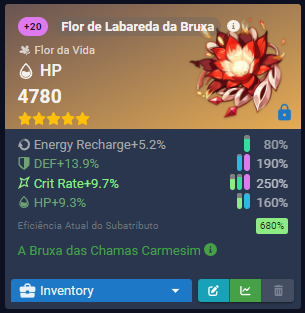 +20 Flor de Labareda da Bruxa
Flor da Vida
HP
4780
Energy Recharge+5.2% 80%
DEF+13.9% 190%
Crit Rate+9.7% 250%
HP+9.3% 160%
Eficiência Atual do Subatributo 680%
A Bruxa das Chamas Carmesim
Inventory